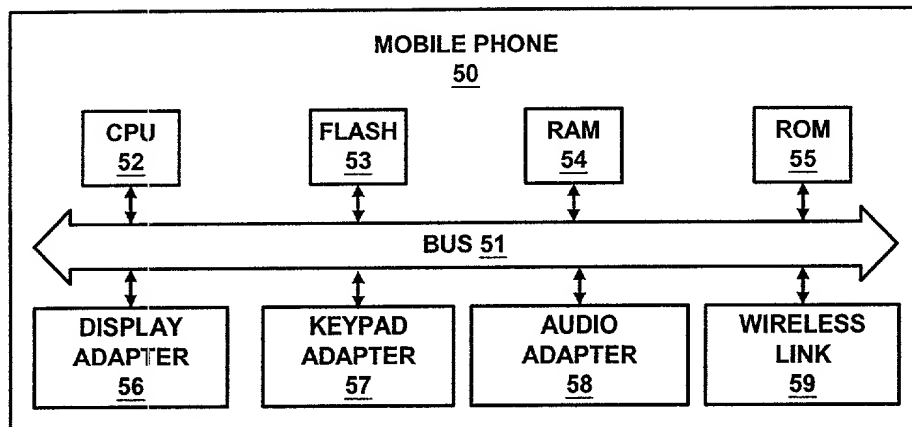 MOBILE PHONE
50
CPU
52
FLASH
53
RAM
54
ROM
55
BUS 51
DISPLAY
ADAPTER
56
KEYPAD
ADAPTER
57
AUDIO
ADAPTER
58
WIRELESS
LINK
59